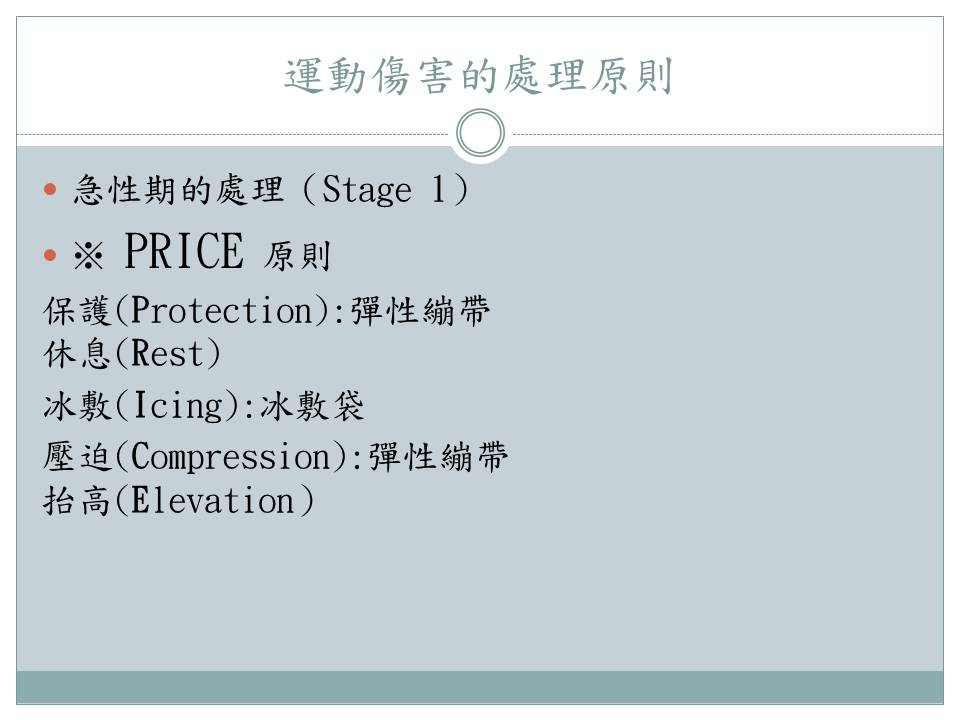 運動傷害的處理原則
• 急性期的處理（Stage 1）
• ※ PRICE 原則
保護(Protection):彈性繃帶
休息(Rest)
冰敷(Icing):冰敷袋
壓迫(Compression):彈性繃帶
抬高(Elevation)